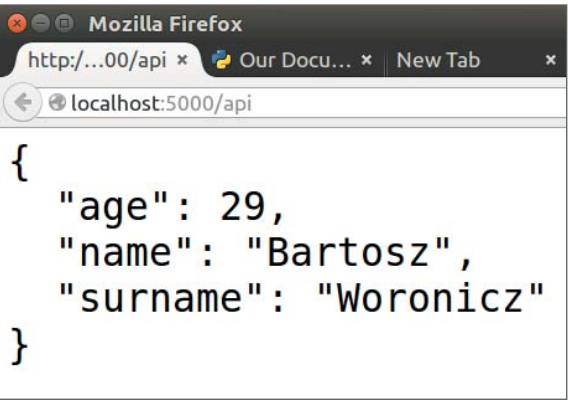 Mozilla Firefox
http:/...00/api × Our Docu... × New Tab ×
localhost:5000/api
{
"age": 29,
"name": "Bartosz",
"surname": "Woronicz"
}